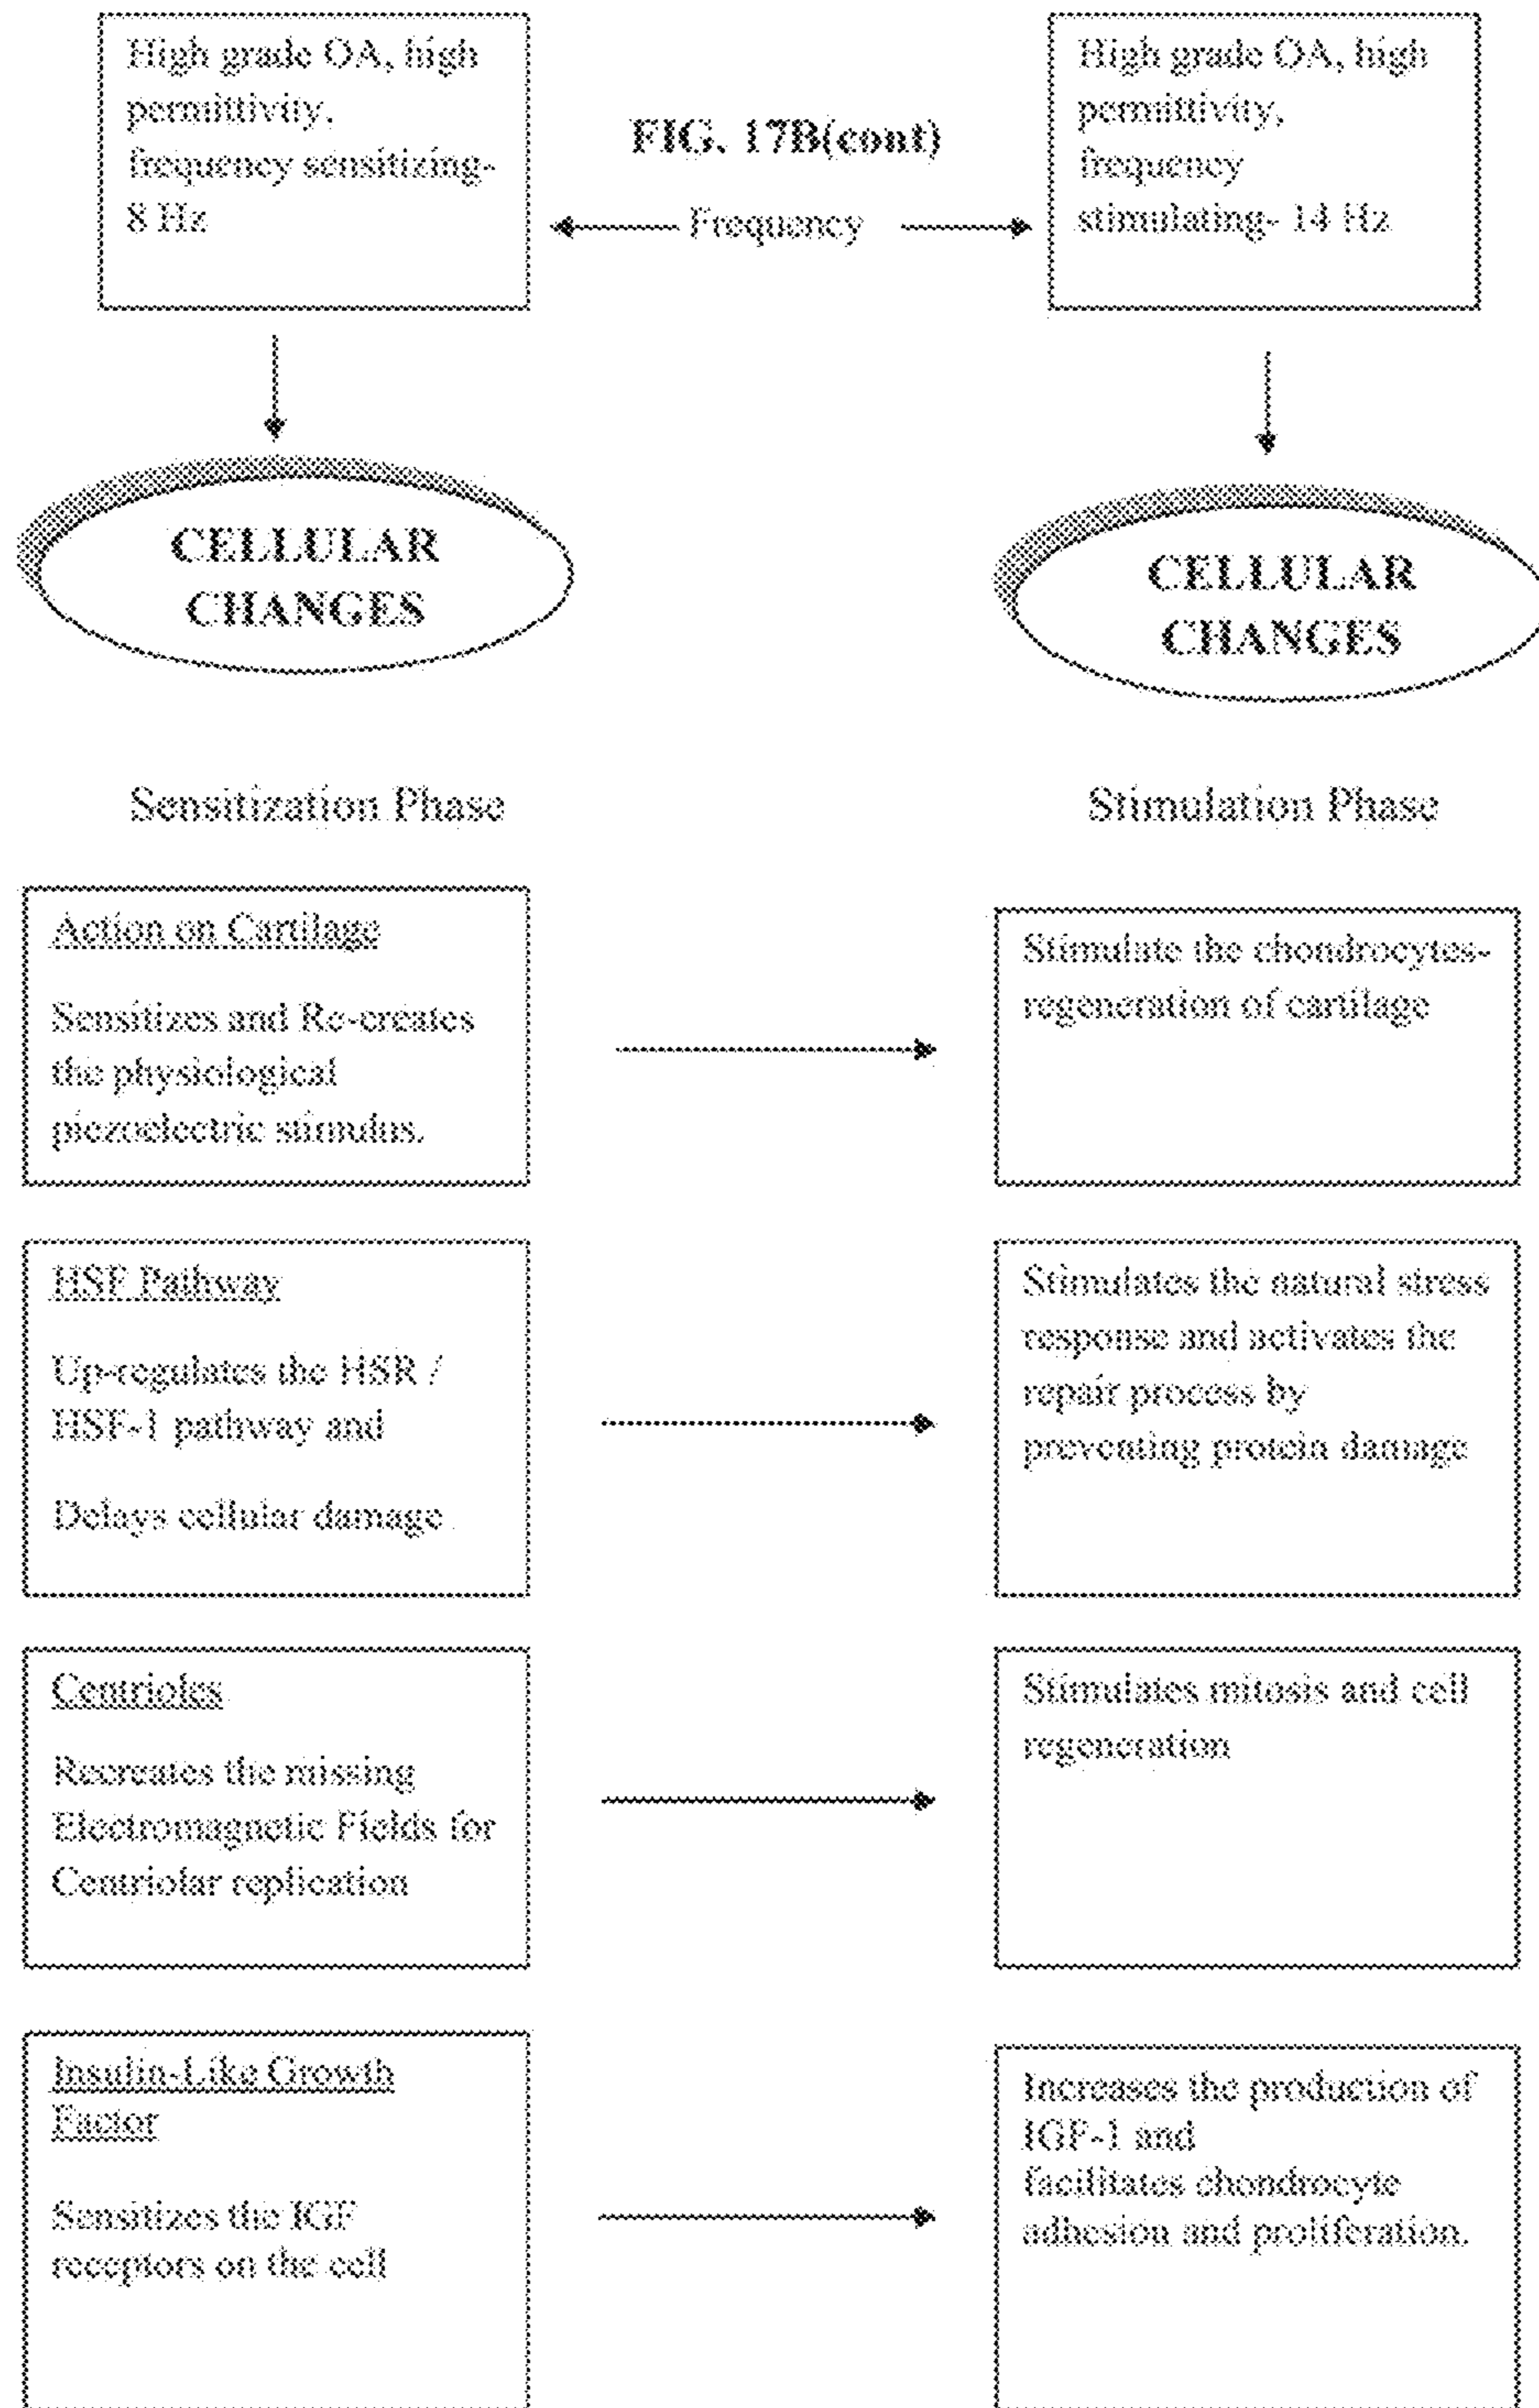 High grade OA, high
permittivity,
frequency sensitizing-
8 Hz
FIG. 17B(cont)
Frequency
High grade OA, high
permittivity,
frequency
stimulating- 14 Hz
CELLULAR
CHANGES
CELLULAR
CHANGES
Sensitization Phase
Stimulation Phase
Action on Cartilage
Sensitizes and Re-creates
the physiological
piezoelectric stimulus.
Stimulate the chondrocytes-
regeneration of cartilage
HSF Pathway
Up-regulates the HSR /
HSF-1 pathway and
Delays cellular damage
Stimulates the natural stress
response and activates the
repair process by
preventing protein damage
Centrioles
Recreates the missing
Electromagnetic Fields for
Centriolar replication
Stimulates mitosis and cell
regeneration
Insulin-Like Growth
Factor
Sensitizes the IGF
receptors on the cell
Increases the production of
IGF-1 and
facilitates chondrocyte
adhesion and proliferation.